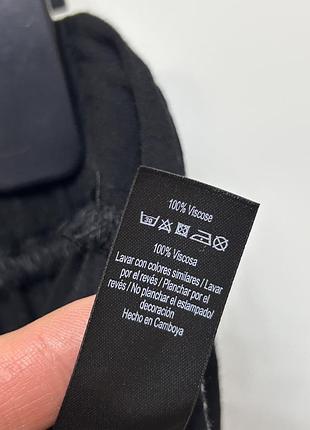 100% Viscose
30
100% Viscosa
Lavar con colores similares / Lavar
por el revés / Planchar por el
revés / No planchar el estampado/
decoración
Hecho en Camboya